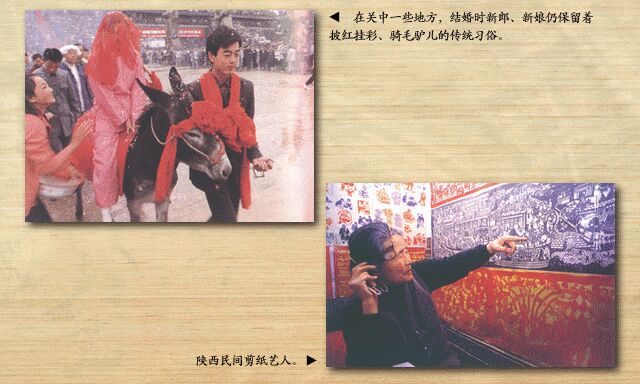 ◀ 在关中一些地方，结婚时新郎、新娘仍保留着
披红挂彩、骑毛驴儿的传统习俗。
陕西民间剪纸艺人。▶